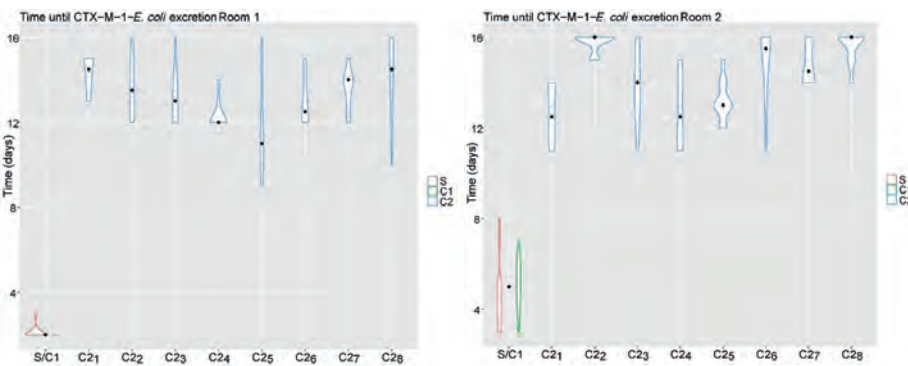 Time until CTX−M−1−E. coli excretion Room 1
16
12
8
4
Time (days)
S/C1 C21 C22 C23 C24 C25 C26 C27 C28
S
C1
C2
Time until CTX−M−1−E. coli excretion Room 2
16
12
8
4
Time (days)
S/C1 C21 C22 C23 C24 C25 C26 C27 C28
S
C1